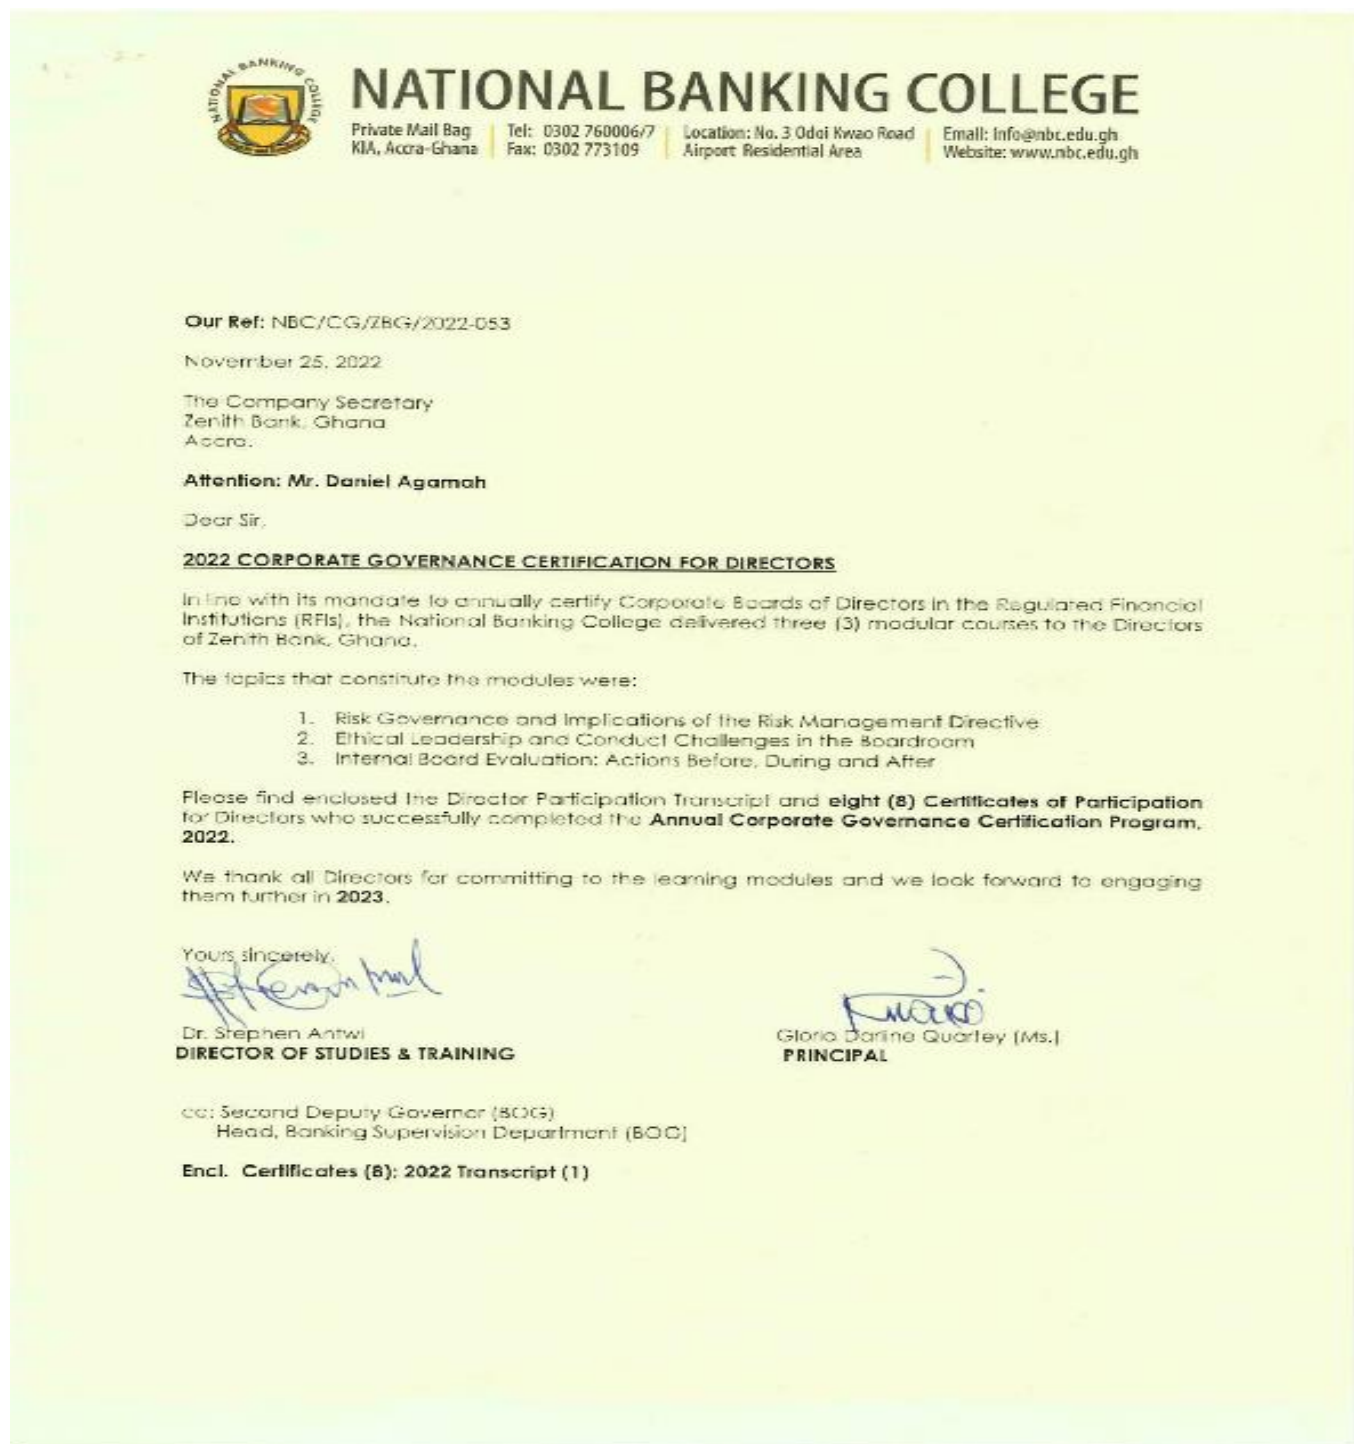 NATIONAL BANKING COLLEGE
NATIONAL BANKING COLLEGE
Private Mail Bag
KIA, Accra-Ghana
Tel: 0302 760006/7
Fax: 0302 773109
Location: No. 3 Odoi Kwao Road
Airport Residential Area
Email: Info@nbc.edu.gh
Website: www.nbc.edu.gh
Our Ref: NBC/CG/ZBG/2022-053
November 25, 2022
The Company Secretary
Zenith Bank, Ghana
Accra.
Attention: Mr. Daniel Agamah
Dear Sir,
2022 CORPORATE GOVERNANCE CERTIFICATION FOR DIRECTORS
In line with its mandate to annually certify Corporate Boards of Directors in the Regulated Financial
Institutions (RFIs), the National Banking College delivered three (3) modular courses to the Directors
of Zenith Bank, Ghana.
The topics that constitute the modules were:
1. Risk Governance and Implications of the Risk Management Directive
2. Ethical Leadership and Conduct Challenges in the Boardroom
3. Internal Board Evaluation: Actions Before, During and After
Please find enclosed the Director Participation Transcript and eight (8) Certificates of Participation
for Directors who successfully completed the Annual Corporate Governance Certification Program,
2022.
We thank all Directors for committing to the learning modules and we look forward to engaging
them further in 2023.
Yours sincerely,
Dr. Stephen Antwi
DIRECTOR OF STUDIES & TRAINING
Gloria Darline Quartey (Ms.)
PRINCIPAL
cc: Second Deputy Governor (BOG)
Head, Banking Supervision Department (BOG)
Encl. Certificates (8); 2022 Transcript (1)